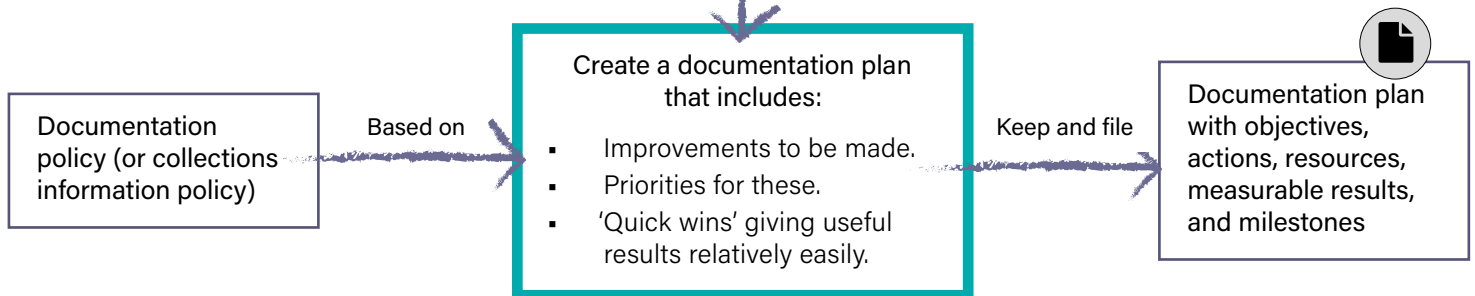 Documentation
policy (or collections
information policy)
Based on
Create a documentation plan
that includes:
▪ Improvements to be made.
▪ Priorities for these.
▪ ‘Quick wins’ giving useful
results relatively easily.
Keep and file
Documentation plan
with objectives,
actions, resources,
measurable results,
and milestones